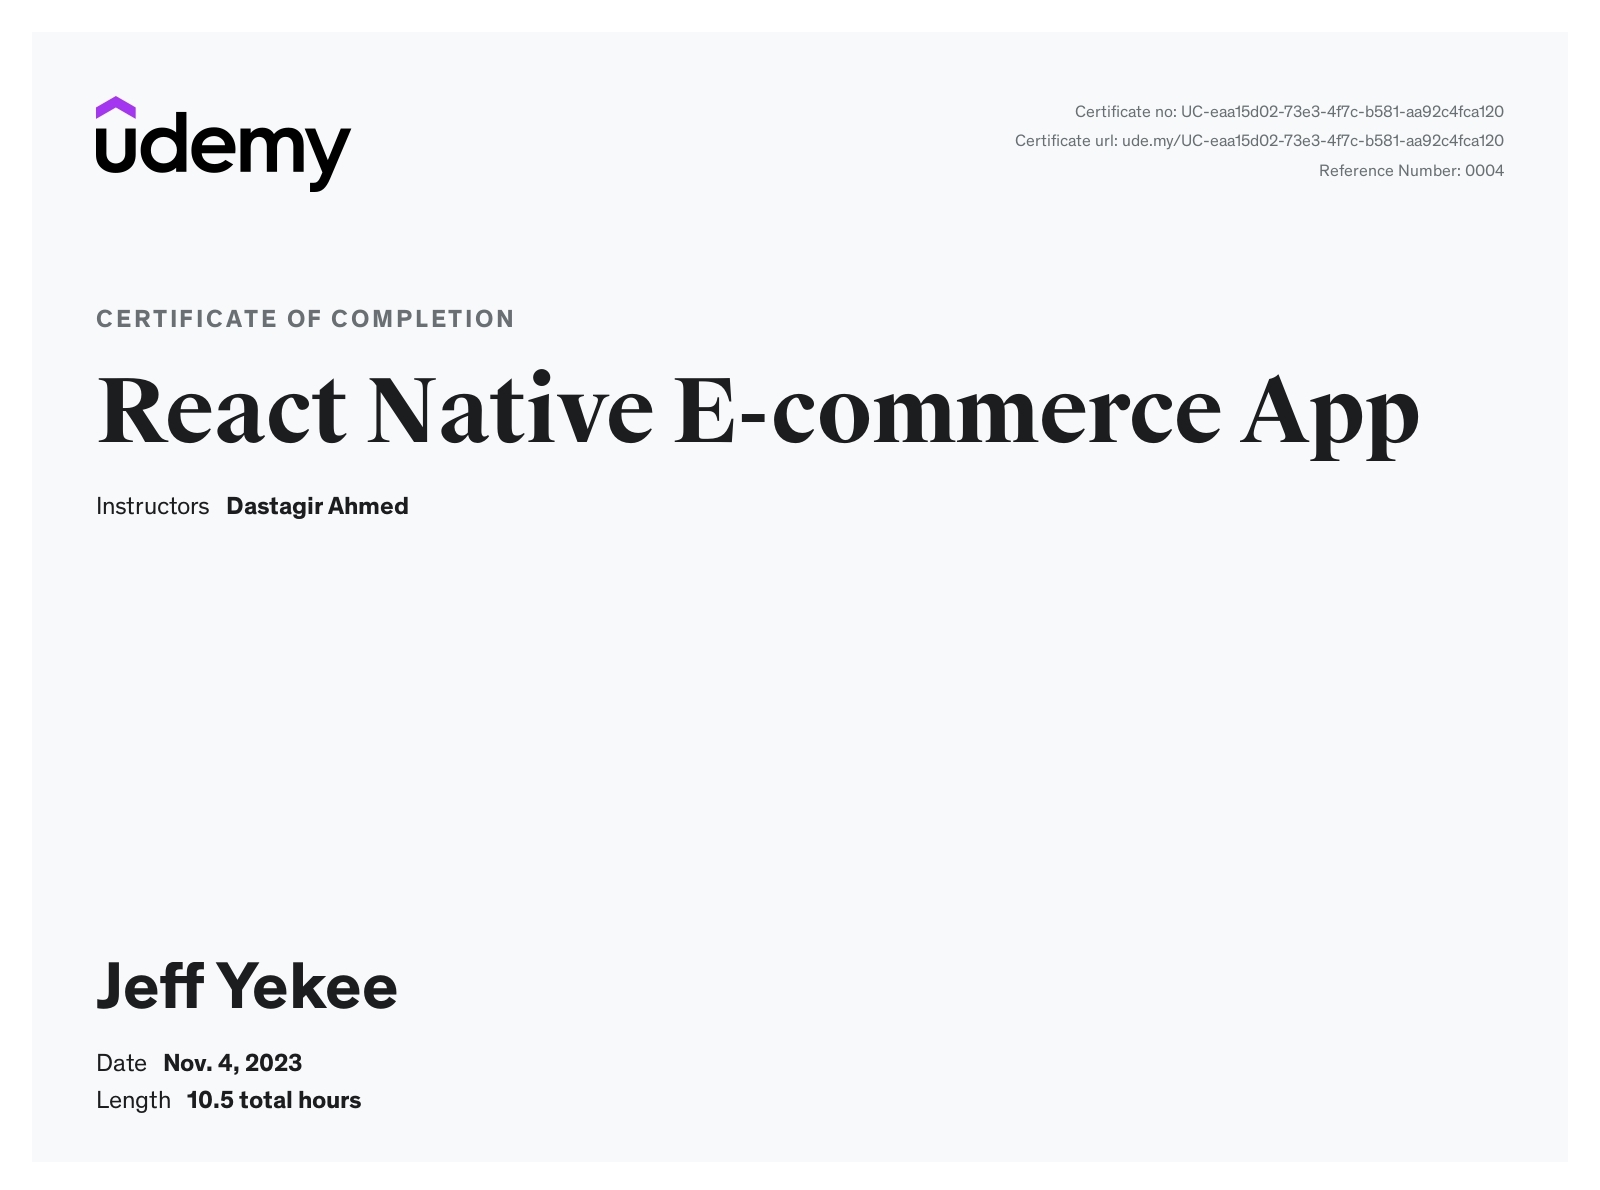 udemy
Certificate no: UC-eaa15d02-73e3-4f7c-b581-aa92c4fca120
Certificate url: ude.my/UC-eaa15d02-73e3-4f7c-b581-aa92c4fca120
Reference Number: 0004
CERTIFICATE OF COMPLETION
React Native E-commerce App
Instructors Dastagir Ahmed
Jeff Yekee
Date Nov. 4, 2023
Length 10.5 total hours